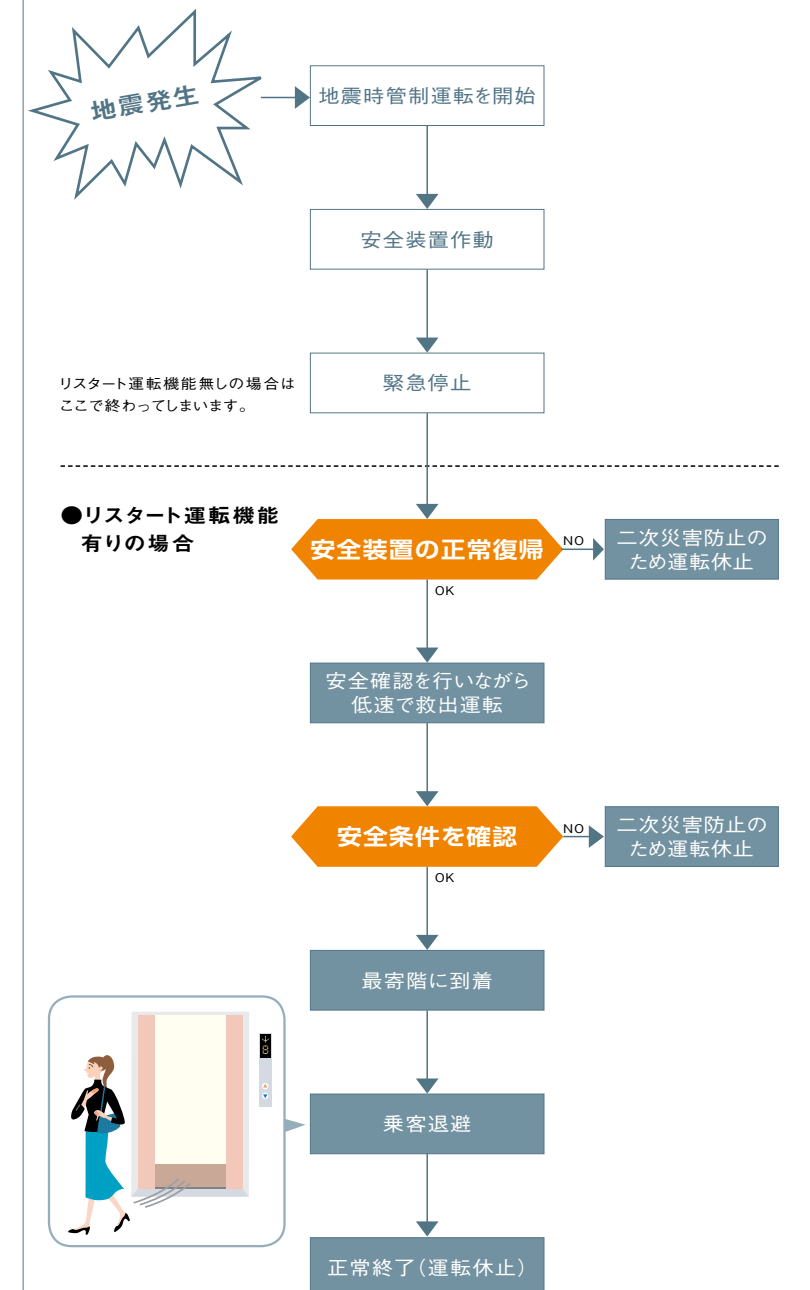 地震発生
地震時管制運転を開始
安全装置作動
緊急停止
リスタート運転機能無しの場合は
ここで終わってしまいます。
●リスタート運転機能
有りの場合
安全装置の正常復帰
NO
二次災害防止の
ため運転休止
OK
安全確認を行いながら
低速で救出運転
安全条件を確認
NO
二次災害防止の
ため運転休止
OK
最寄階に到着
8
乗客退避
正常終了(運転休止)